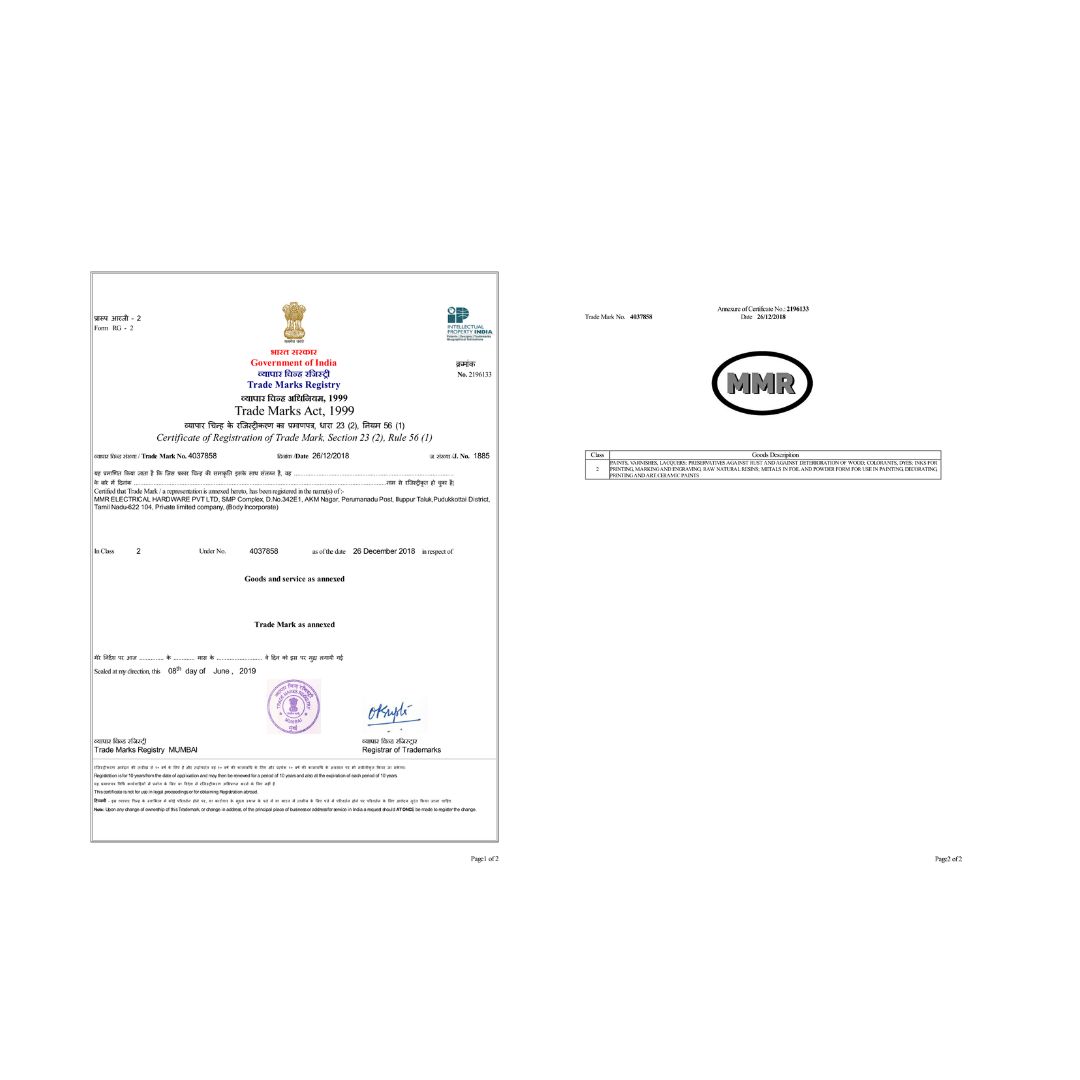 प्रारूप आरजी - 2
Form RG - 2
INTELLECTUAL
PROPERTY INDIA
भारत सरकार
Government of India
व्यापार चिन्ह रजिस्ट्री
Trade Marks Registry
क्रमांक
No. 2196133
व्यापार चिन्ह अधिनियम, 1999
Trade Marks Act, 1999
व्यापार चिन्ह के रजिस्ट्रीकरण का प्रमाणपत्र, धारा 23 (2), नियम 56 (1)
Certificate of Registration of Trade Mark, Section 23 (2), Rule 56 (1)
व्यापार चिन्ह संख्या / Trade Mark No. 4037858 दिनांक /Date 26/12/2018 ज. संख्या -J. No. 1885
यह प्रमाणित किया जाता है कि जिस प्रकार चिन्ह की समाकृति इसके साथ संलग्न है, वह
के बारे में दिनांक नाम से रजिस्ट्रीकृत हो चुका है|
Certified that Trade Mark / a representation is annexed hereto, has been registered in the name(s) of :-
MMR ELECTRICAL HARDWARE PVT LTD, SMP Complex, D.No.342E1, AKM Nagar, Perumanadu Post, Iluppur Taluk,Pudukkottai District,
Tamil Nadu-622 104. Private limited company, (Body Incorporate)
In Class 2 Under No. 4037858 as of the date 26 December 2018 in respect of
Goods and service as annexed
Trade Mark as annexed
मेरे निर्देश पर आज ............... के ............. मास के ........................... वे दिन को इस पर मुद्रा लगायी गई
Sealed at my direction, this 08th day of June , 2019
TRADE MARKS REGISTRY
MUMBAI
मुंबई
व्यापार चिन्ह रजिस्ट्री
Trade Marks Registry MUMBAI
व्यापार चिन्ह रजिस्ट्रार
Registrar of Trademarks
Registration is for 10 years from the date of application and may then be renewed for a period of 10 years and also at the expiration of each period of 10 years
This certificate is not for use in legal proceedings or for obtaining Registration abroad.
Note: Upon any change of ownership of this Trademark, or change in address, of the principal place of business or address for service in India a request should AT ONCE be made to register the change.
Page1 of 2
Annexure of Certificate No.: 2196133
Trade Mark No. 4037858 Date 26/12/2018
MMR
Class Goods Description
2 PAINTS, VARNISHES, LACQUERS; PRESERVATIVES AGAINST RUST AND AGAINST DETERIORATION OF WOOD; COLORANTS, DYES; INKS FOR
PRINTING, MARKING AND ENGRAVING; RAW NATURAL RESINS; METALS IN FOIL AND POWDER FORM FOR USE IN PAINTING, DECORATING,
PRINTING AND ART. CERAMIC PAINTS
Page2 of 2